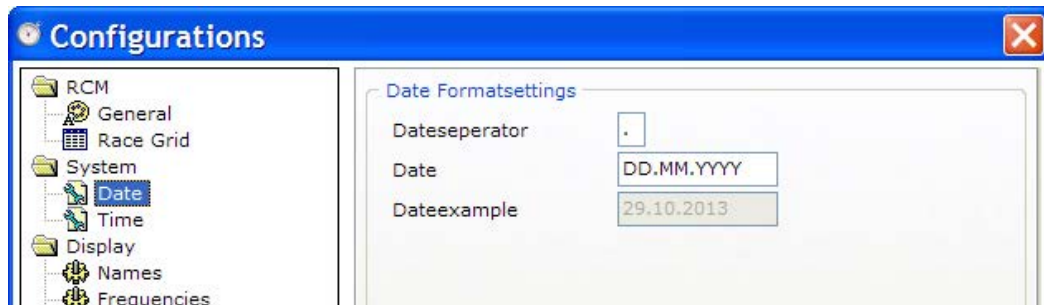 Configurations
RCM
General
Race Grid
System
Date
Time
Display
Names
Frequencies
Date Formatsettings
Dateseperator .
Date DD.MM.YYYY
Dateexample 29.10.2013